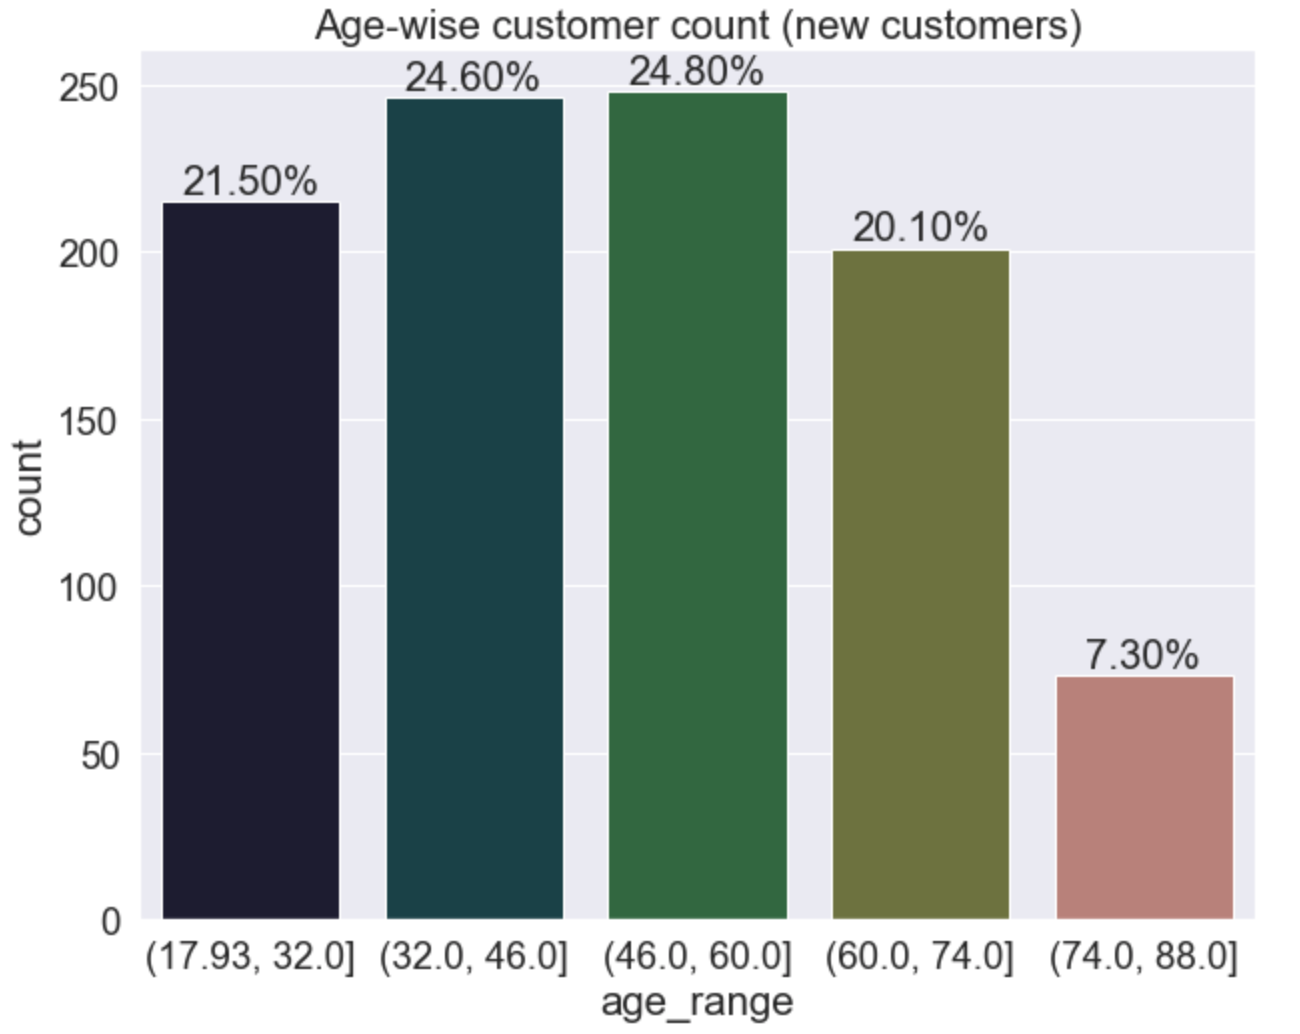 Age-wise customer count (new customers)
24.60%
24.80%
250
21.50%
20.10%
200
150
count
100
7.30%
50
0
(17.93, 32.0] (32.0, 46.0] (46.0, 60.0] (60.0, 74.0] (74.0, 88.0]
age_range